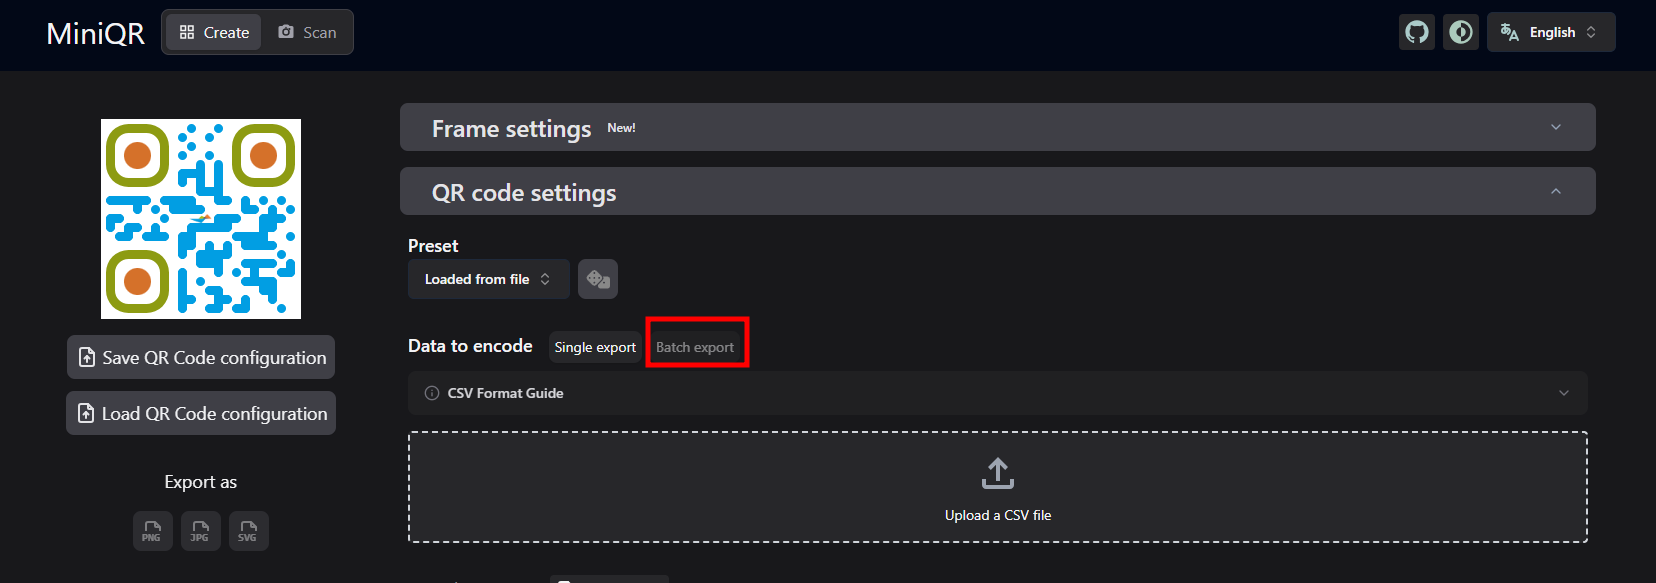 MiniQR
Create
Scan
English
Frame settings New!
QR code settings
Preset
Loaded from file
Data to encode Single export Batch export
CSV Format Guide
Upload a CSV file
Save QR Code configuration
Load QR Code configuration
Export as
PNG JPG SVG